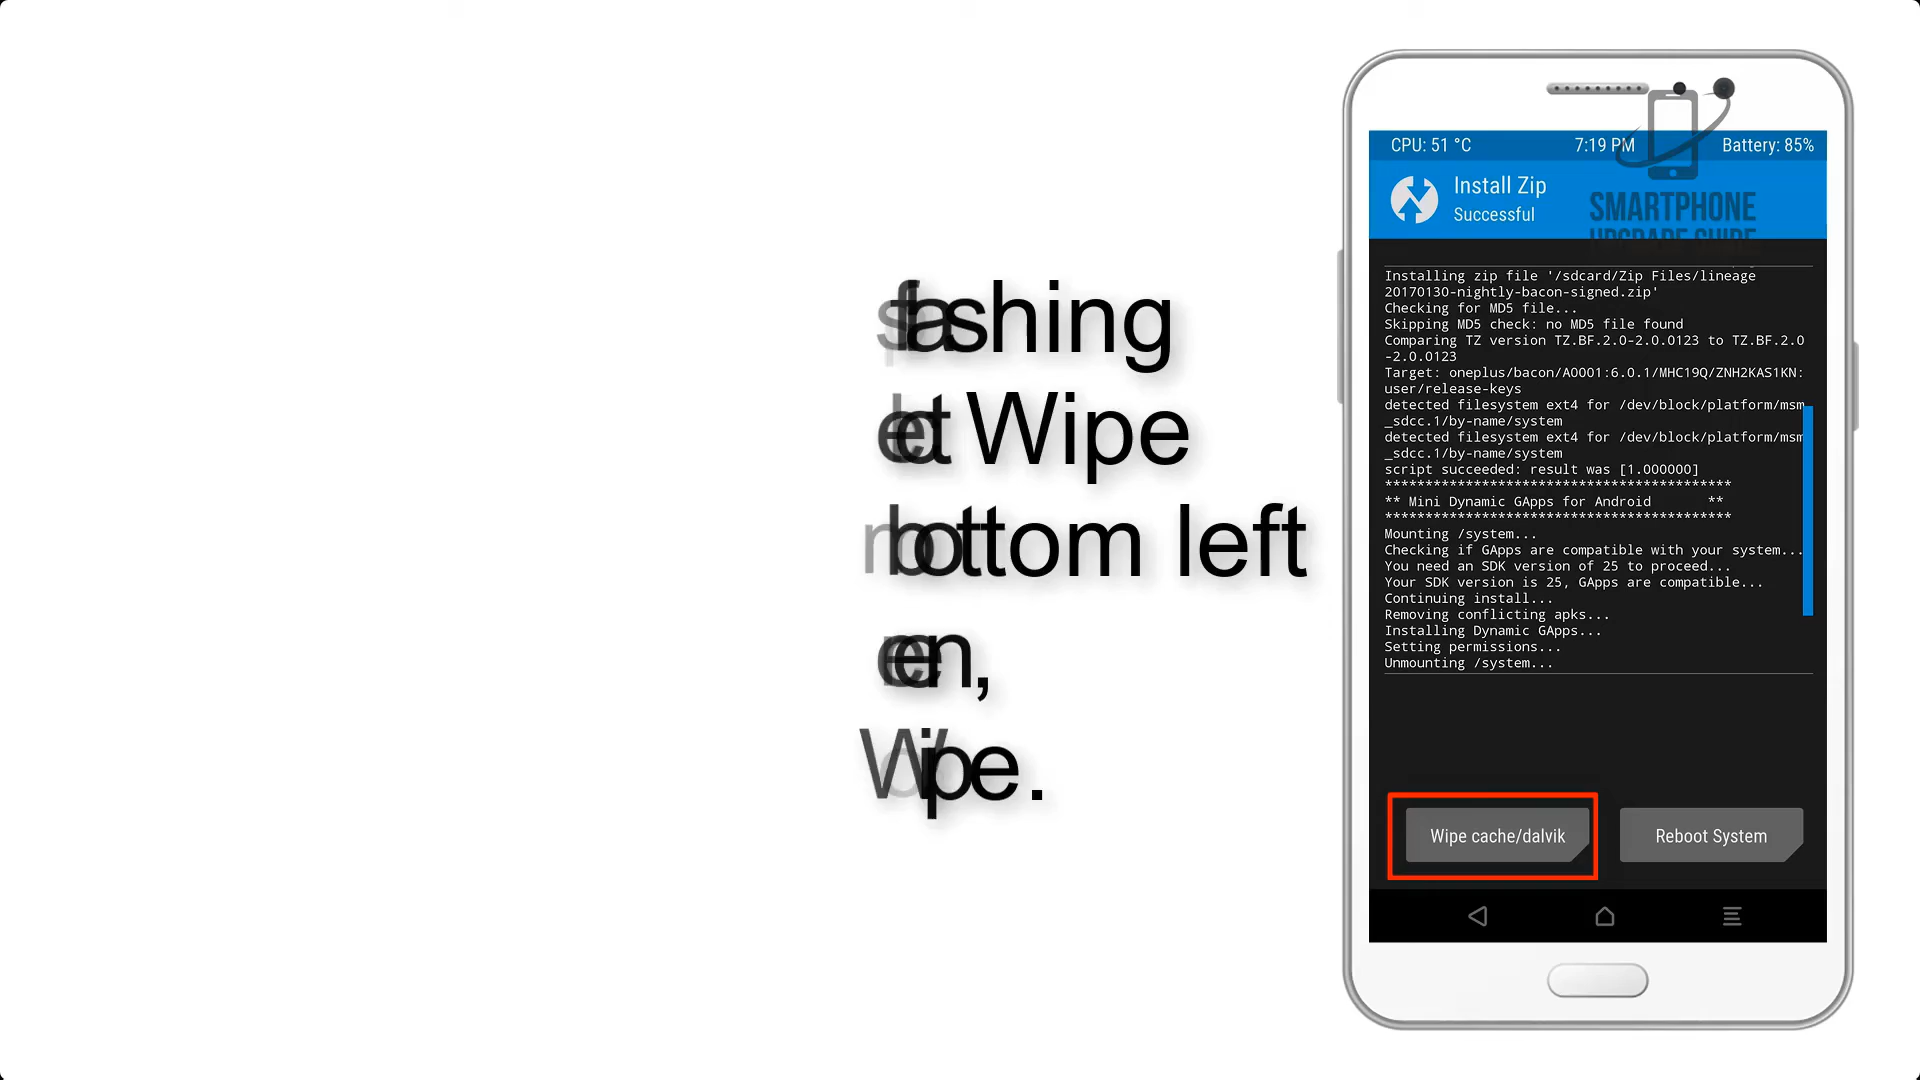 shing
Wipe
bottom left
en,
Wipe.
CPU: 51 °C 7:19 PM Battery: 85%
Install Zip
Successful
SMARTPHONE
UPGRADE GUIDE
Installing zip file '/sdcard/Zip Files/lineage
20170130-nightly-bacon-signed.zip'
Checking for MD5 file...
Skipping MD5 check: no MD5 file found
Comparing TZ version TZ.BF.2.0-2.0.0123 to TZ.BF.2.0
-2.0.0123
Target: oneplus/bacon/A0001:6.0.1/MHC19Q/ZNH2KAS1KN:
user/release-keys
detected filesystem ext4 for /dev/block/platform/msm
_sdcc.1/by-name/system
detected filesystem ext4 for /dev/block/platform/msm
_sdcc.1/by-name/system
script succeeded: result was [1.000000]
*******************************************
** Mini Dynamic GApps for Android **
*******************************************
Mounting /system...
Checking if GApps are compatible with your system...
You need an SDK version of 25 to proceed...
Your SDK version is 25, GApps are compatible...
Continuing install...
Removing conflicting apks...
Installing Dynamic GApps...
Setting permissions...
Unmounting /system...
Wipe cache/dalvik Reboot System